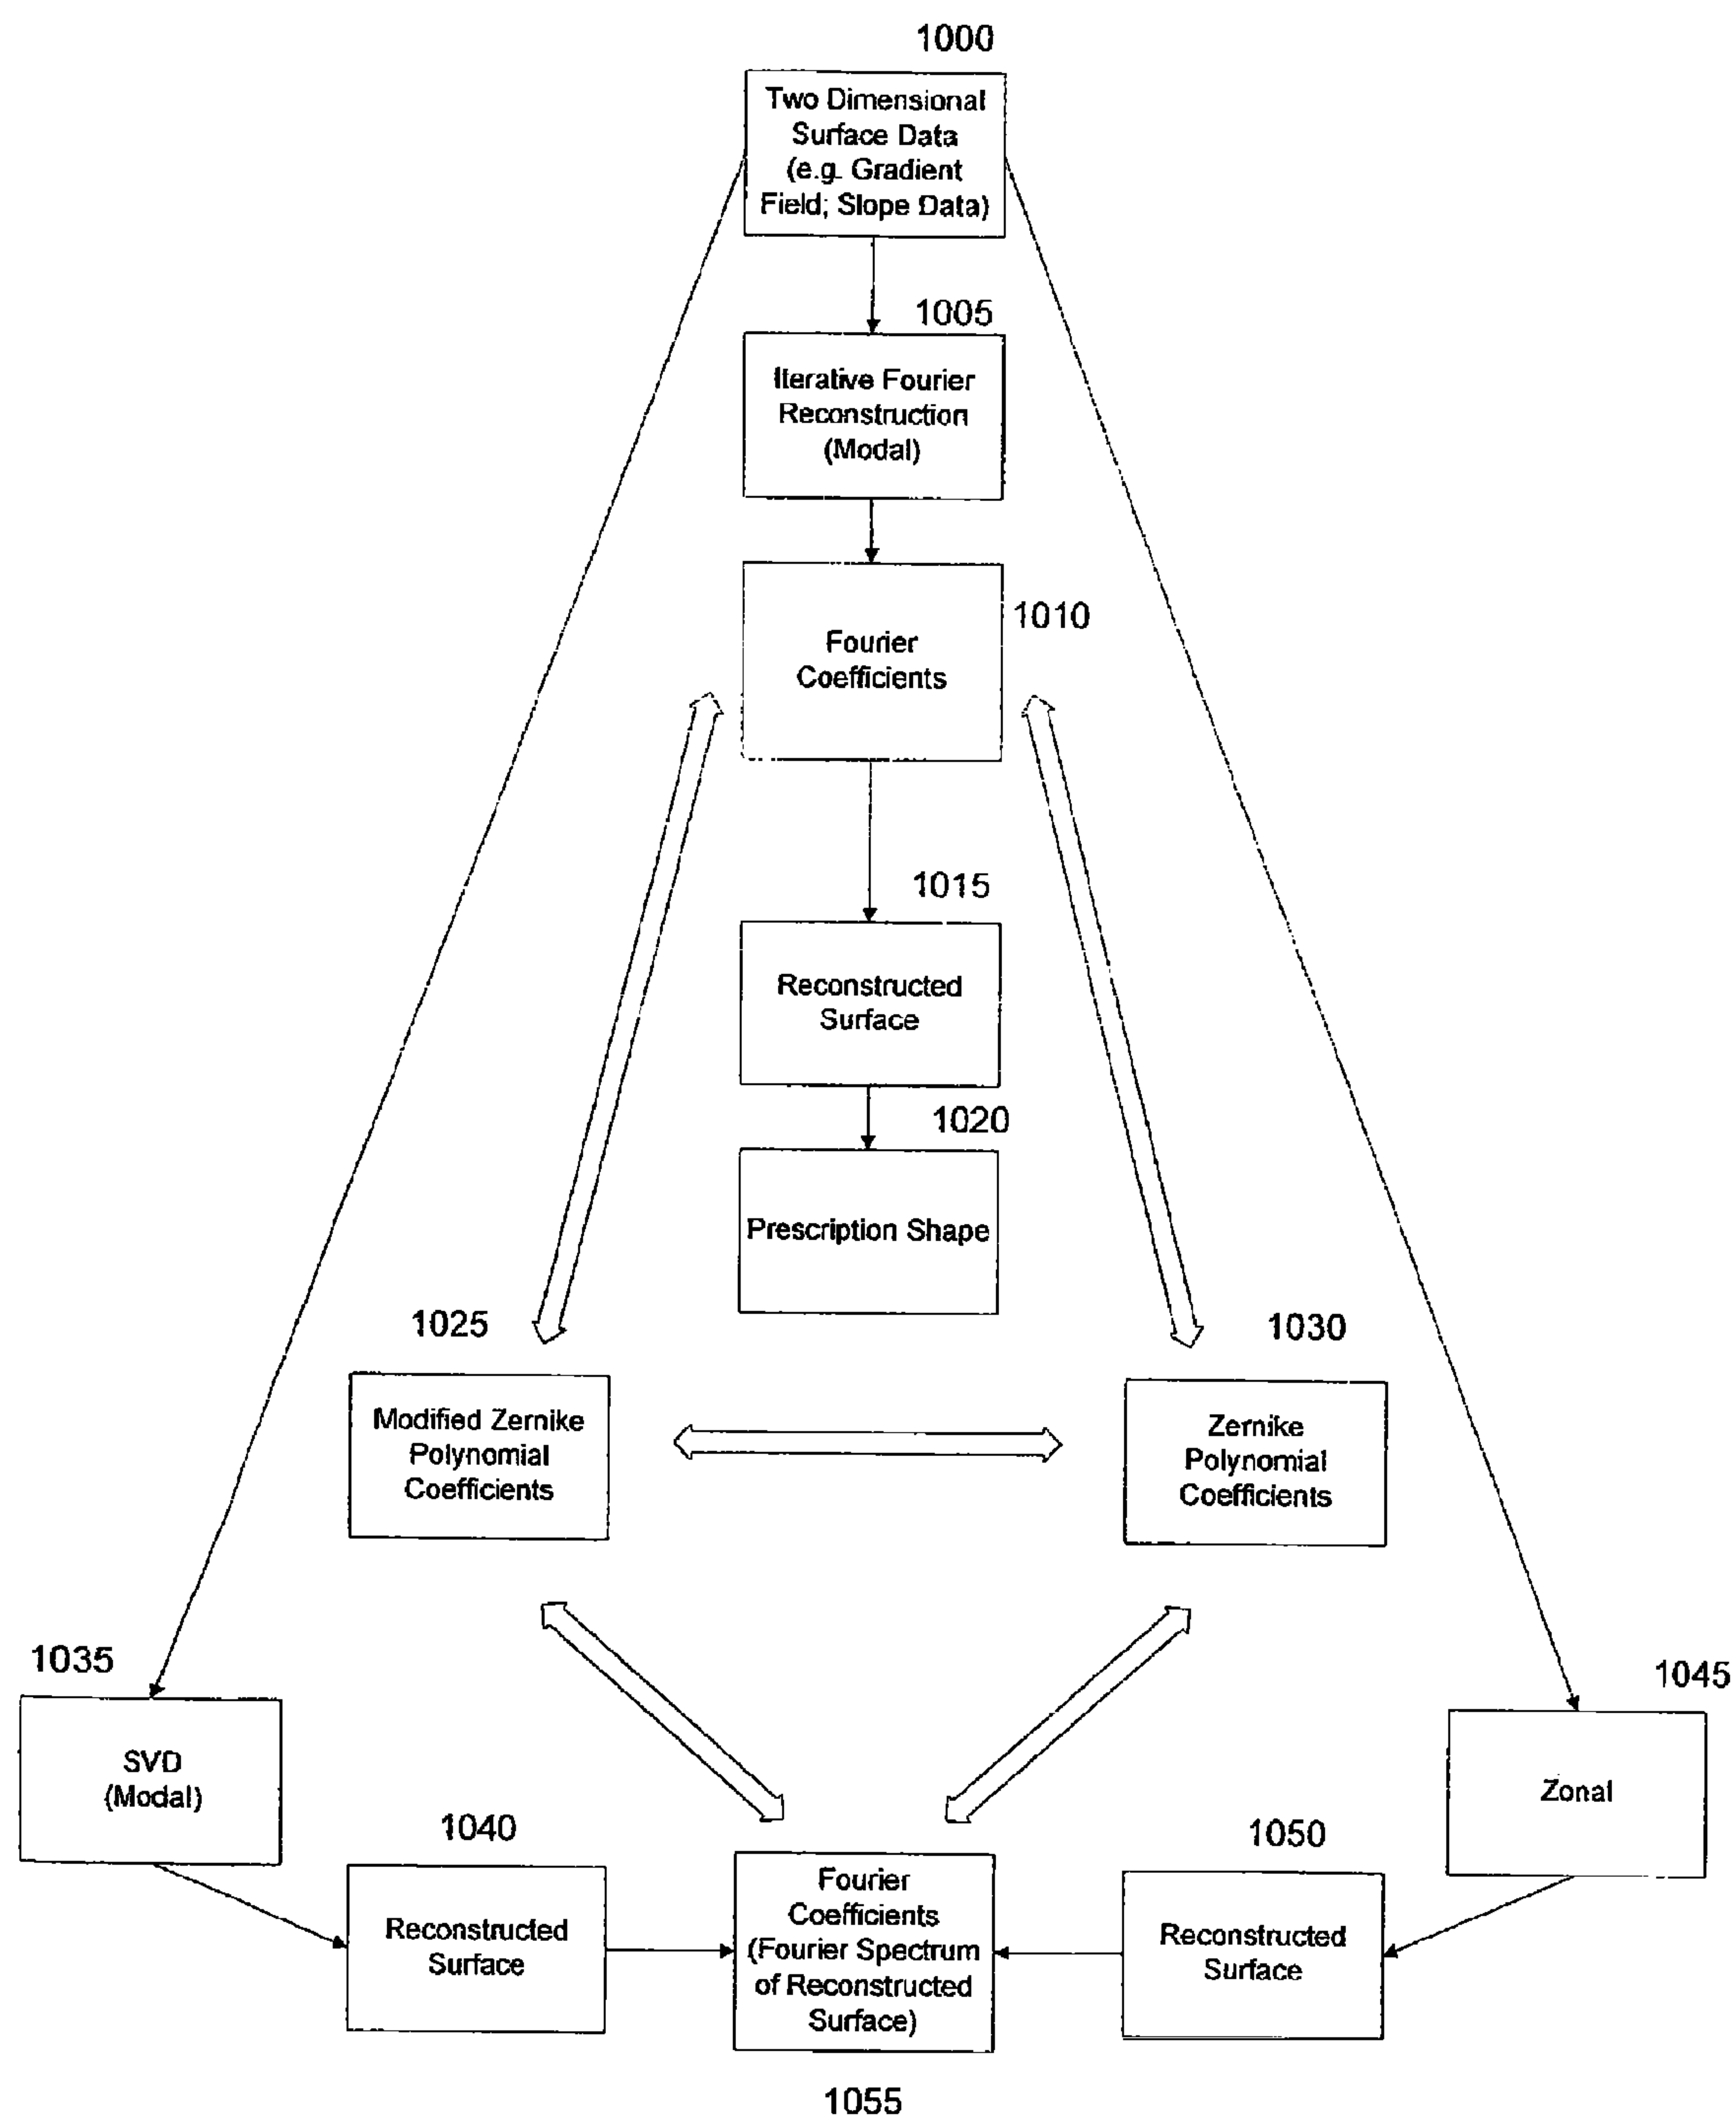 1000
Two Dimensional
Surface Data
(e.g. Gradient
Field; Slope Data)
1005
Iterative Fourier
Reconstruction
(Modal)
1010
Fourier
Coefficients
1015
Reconstructed
Surface
1020
Prescription Shape
1025
Modified Zernike
Polynomial
Coefficients
1030
Zernike
Polynomial
Coefficients
1035
SVD
(Modal)
1045
Zonal
1040
Reconstructed
Surface
1050
Reconstructed
Surface
Fourier
Coefficients
(Fourier Spectrum
of Reconstructed
Surface)
1055